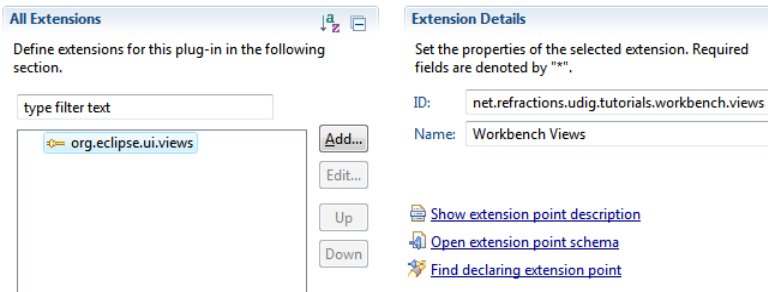 All Extensions
Define extensions for this plug-in in the following
section.
type filter text
org.eclipse.ui.views
Add...
Edit...
Up
Down
Extension Details
Set the properties of the selected extension. Required
fields are denoted by "*".
ID: net.refractions.udig.tutorials.workbench.views
Name: Workbench Views
Show extension point description
Open extension point schema
Find declaring extension point